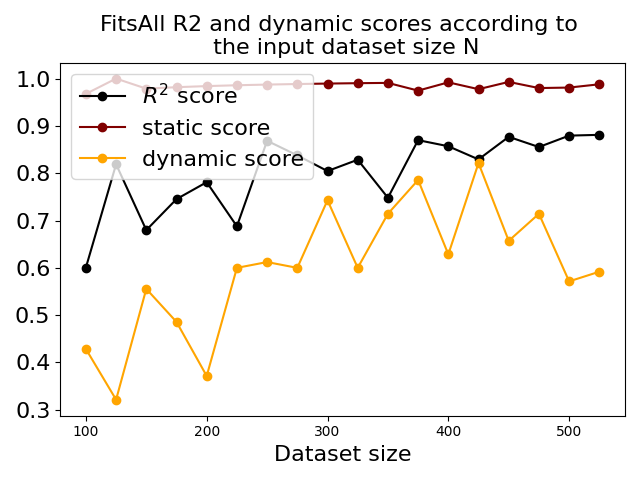 FitsAll R2 and dynamic scores according to
the input dataset size N
1.0
0.9
0.8
0.7
0.6
0.5
0.4
0.3
R² score
static score
dynamic score
100 200 300 400 500
Dataset size